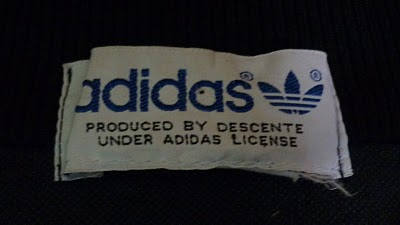 adidas®
PRODUCED BY DESCENTE
UNDER ADIDAS LICENSE